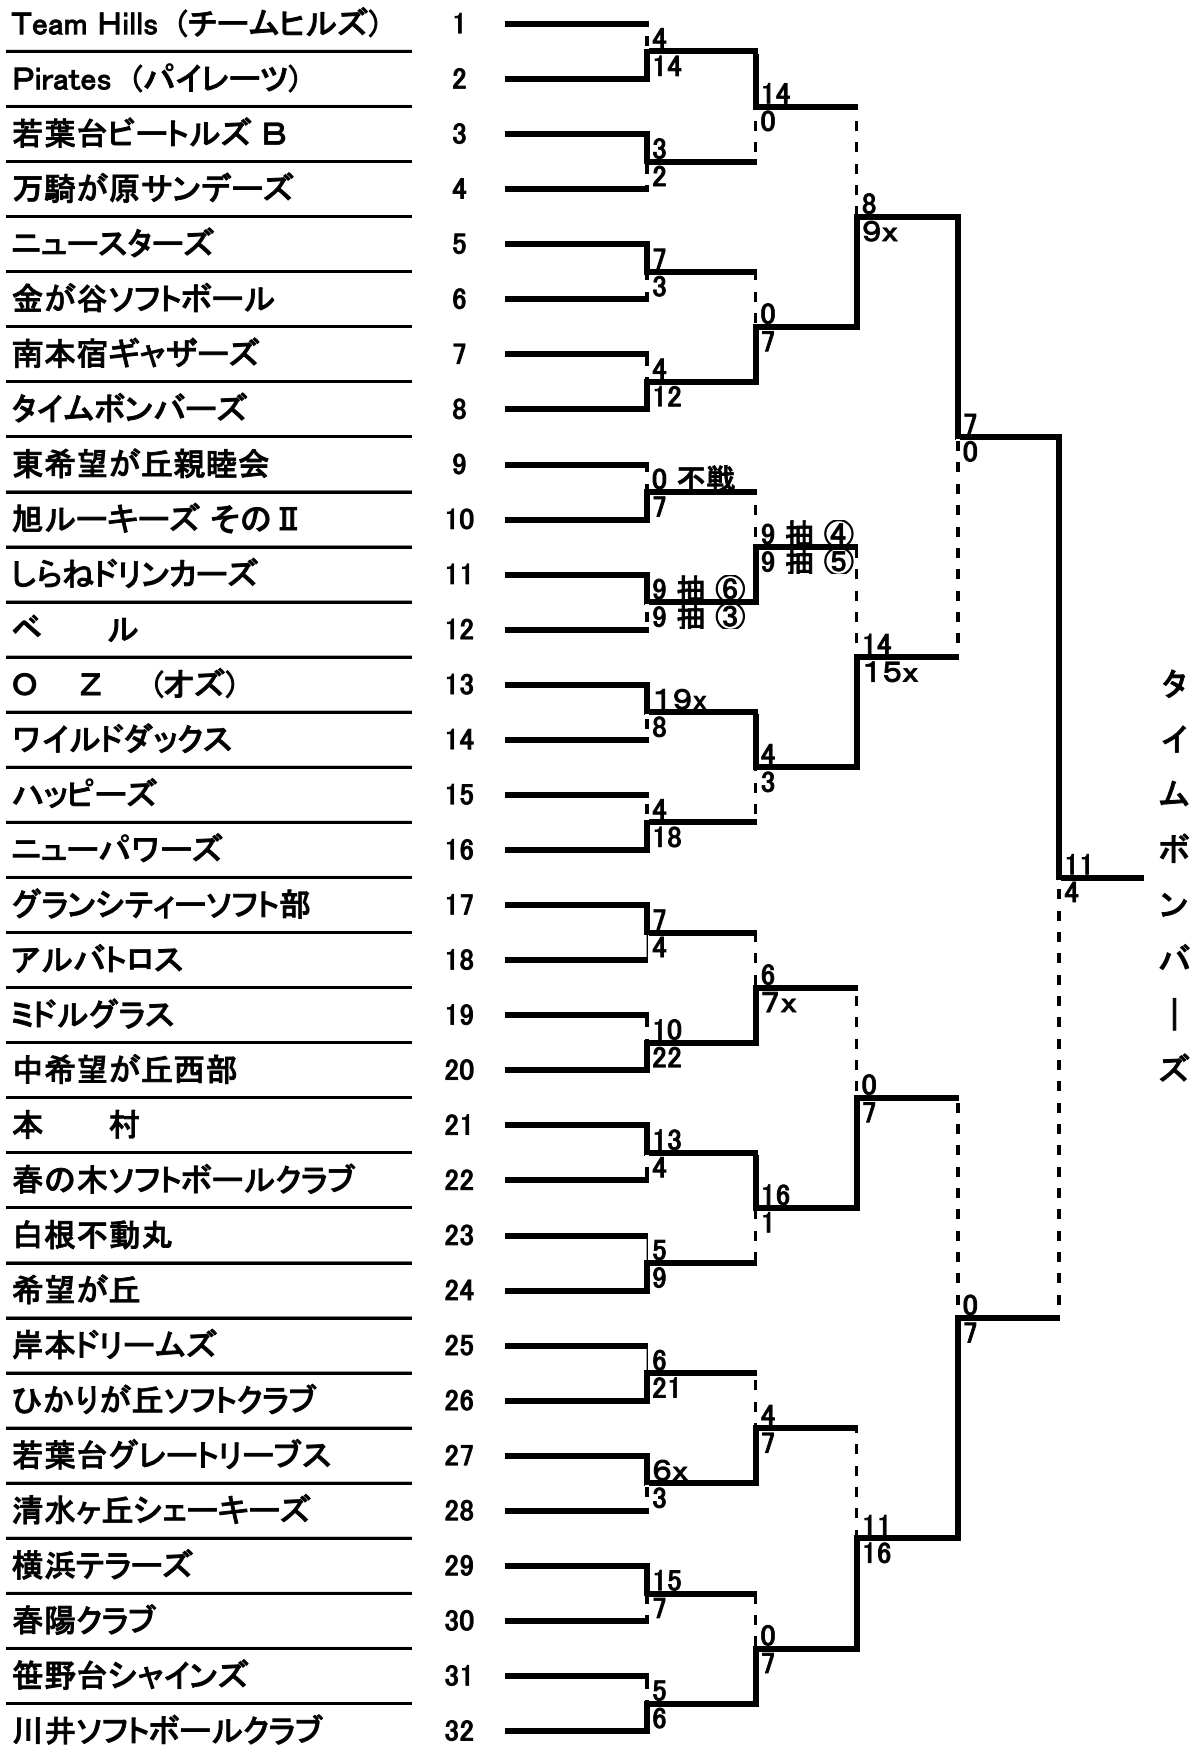 Team Hills (チームヒルズ) 1
4
Pirates (パイレーツ) 2
14
14
0
若葉台ビートルズ B 3
3
万騎が原サンデーズ 4
2
8
9x
ニュースターズ 5
7
金が谷ソフトボール 6
3
0
7
南本宿ギャザーズ 7
4
タイムボンバーズ 8
12
7
0
東希望が丘親睦会 9
0 不戦
旭ルーキーズ そのⅡ 10
7
9 抽 ④
9 抽 ⑤
しらねドリンカーズ 11
9 抽 ⑥
ベ ル 12
9 抽 ③
14
15x
O Z (オズ) 13
19x
ワイルドダックス 14
8
4
3
ハッピーズ 15
4
ニューパワーズ 16
18
11
4
タイムボンバーズ
グランシティーソフト部 17
7
アルバトロス 18
4
6
7x
ミドルグラス 19
10
中希望が丘西部 20
22
0
7
本 村 21
13
春の木ソフトボールクラブ 22
4
16
1
白根不動丸 23
5
希望が丘 24
9
0
7
岸本ドリームズ 25
6
ひかりが丘ソフトクラブ 26
21
4
7
若葉台グレートリーブス 27
6x
清水ヶ丘シェーキーズ 28
3
11
16
横浜テラーズ 29
15
春陽クラブ 30
7
0
7
笹野台シャインズ 31
5
川井ソフトボールクラブ 32
6